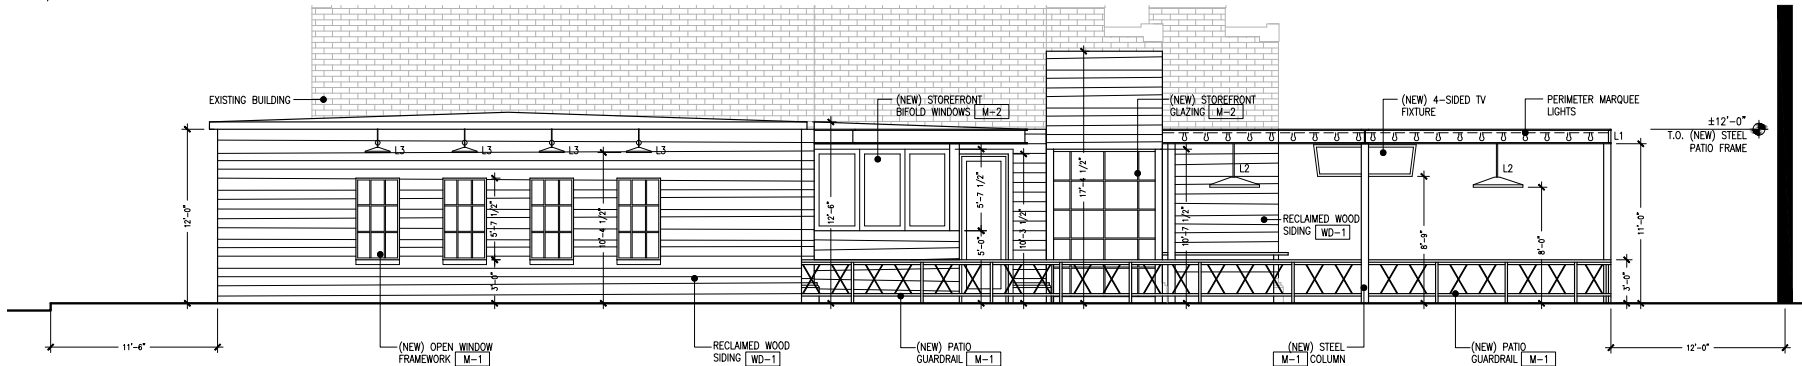 EXISTING BUILDING
(NEW) STOREFRONT
BIFOLD WINDOWS M-2
(NEW) STOREFRONT
GLAZING M-2
(NEW) 4-SIDED TV
FIXTURE
PERIMETER MARQUEE
LIGHTS
±12'-0"
T.O. (NEW) STEEL
PATIO FRAME
L1
L3
L3
L3
L3
L2
L2
12'-0"
5'-7 1/2"
3'-0"
10'-4 1/2"
12'-6"
5'-7 1/2"
5'-0"
10'-3 1/2"
17'-4 1/2"
10'-7 1/2"
RECLAIMED WOOD
SIDING WD-1
8'-9"
8'-0"
11'-0"
3'-0"
11'-6"
(NEW) OPEN WINDOW
FRAMEWORK M-1
RECLAIMED WOOD
SIDING WD-1
(NEW) PATIO
GUARDRAIL M-1
(NEW) STEEL
M-1 COLUMN
(NEW) PATIO
GUARDRAIL M-1
12'-0"